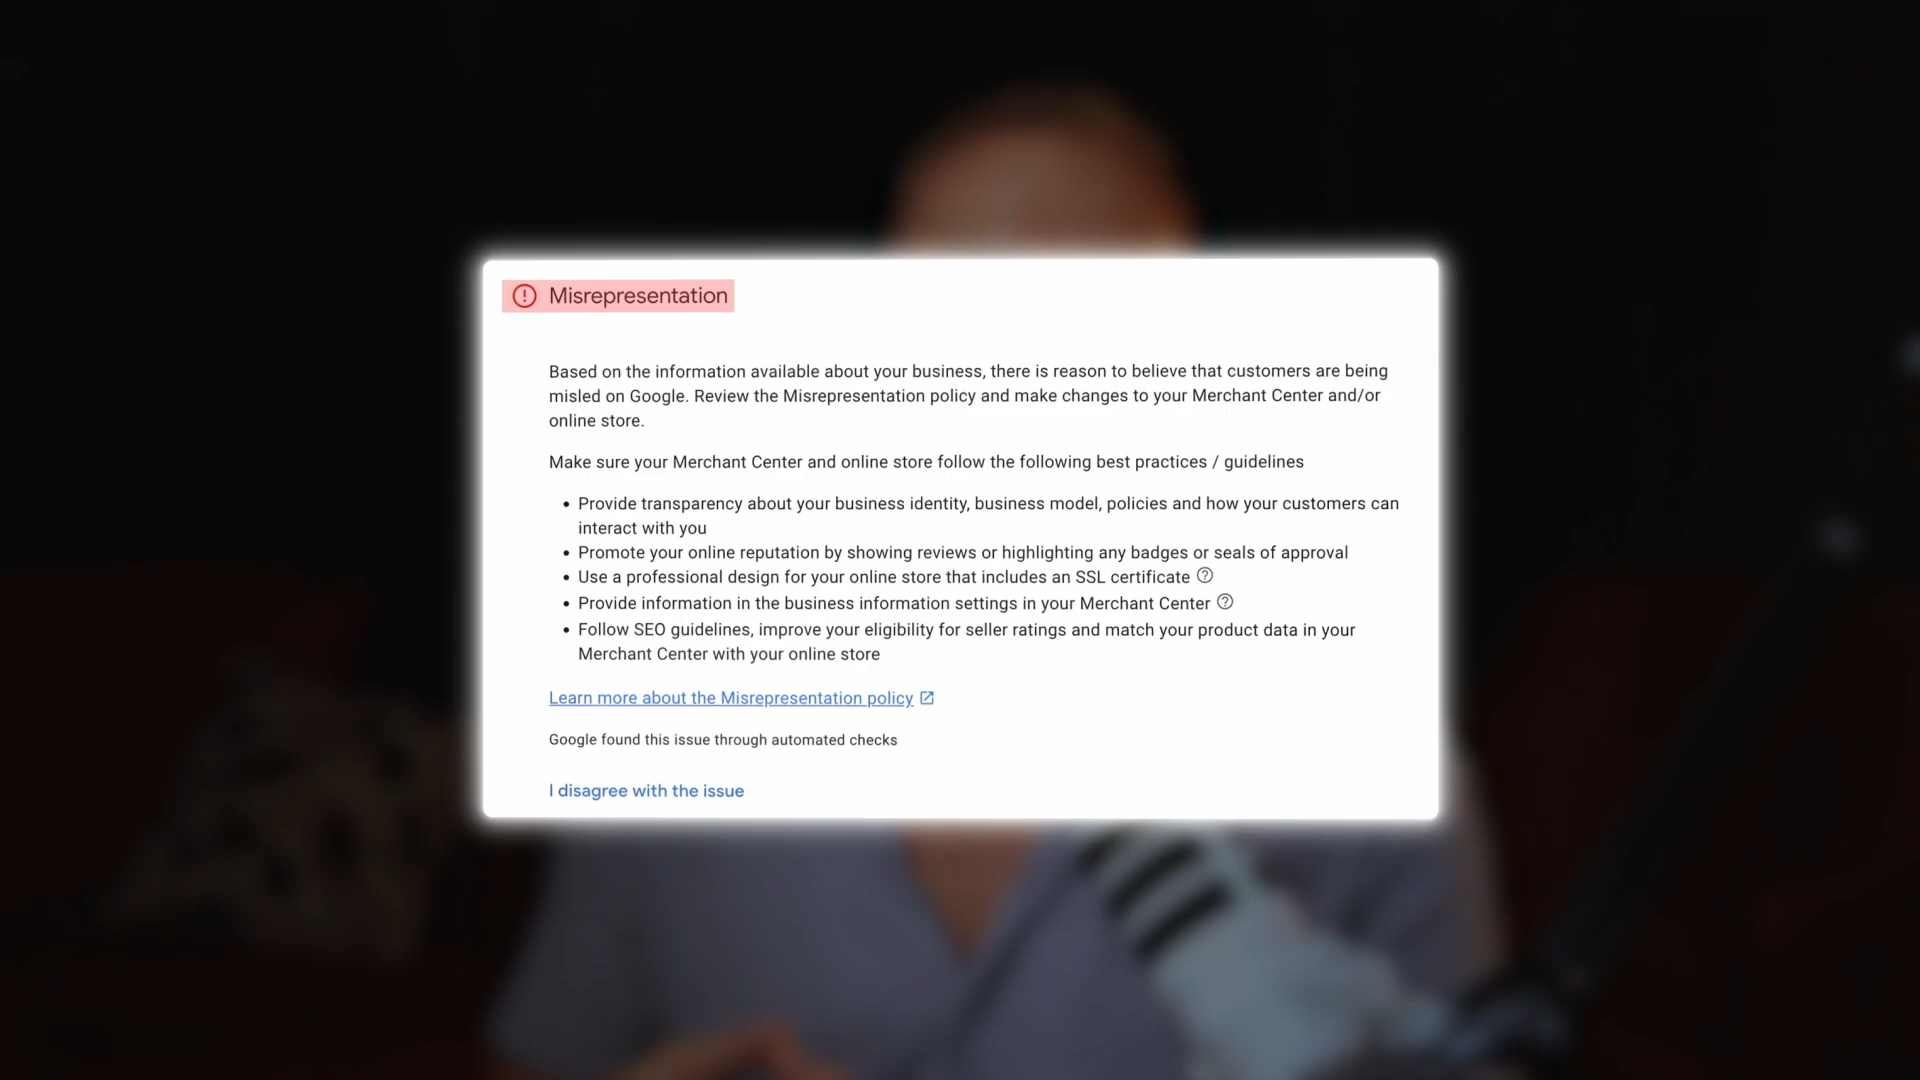 Misrepresentation
Based on the information available about your business, there is reason to believe that customers are being
misled on Google. Review the Misrepresentation policy and make changes to your Merchant Center and/or
online store.
Make sure your Merchant Center and online store follow the following best practices / guidelines
• Provide transparency about your business identity, business model, policies and how your customers can
interact with you
• Promote your online reputation by showing reviews or highlighting any badges or seals of approval
• Use a professional design for your online store that includes an SSL certificate
• Provide information in the business information settings in your Merchant Center
• Follow SEO guidelines, improve your eligibility for seller ratings and match your product data in your
Merchant Center with your online store
Learn more about the Misrepresentation policy
Google found this issue through automated checks
I disagree with the issue